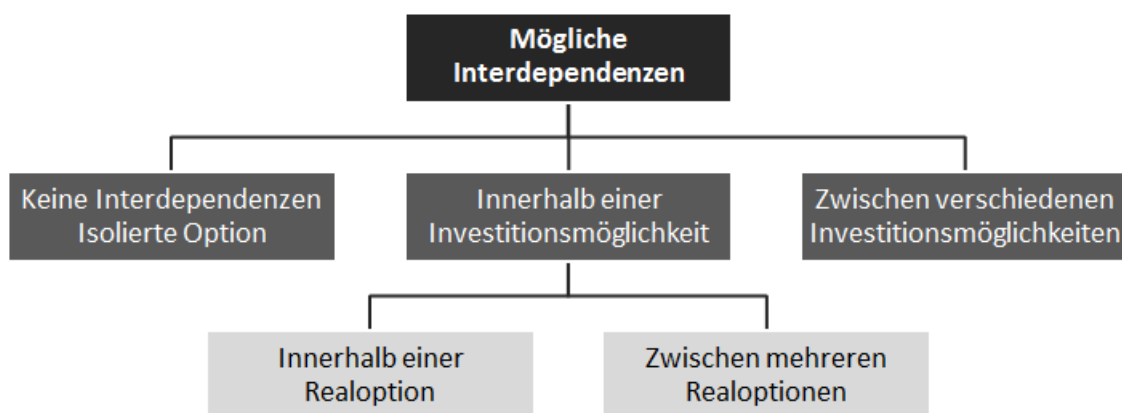 Mögliche
Interdependenzen
Keine Interdependenzen
Isolierte Option
Innerhalb einer
Investitionsmöglichkeit
Zwischen verschiedenen
Investitionsmöglichkeiten
Innerhalb einer
Realoption
Zwischen mehreren
Realoptionen